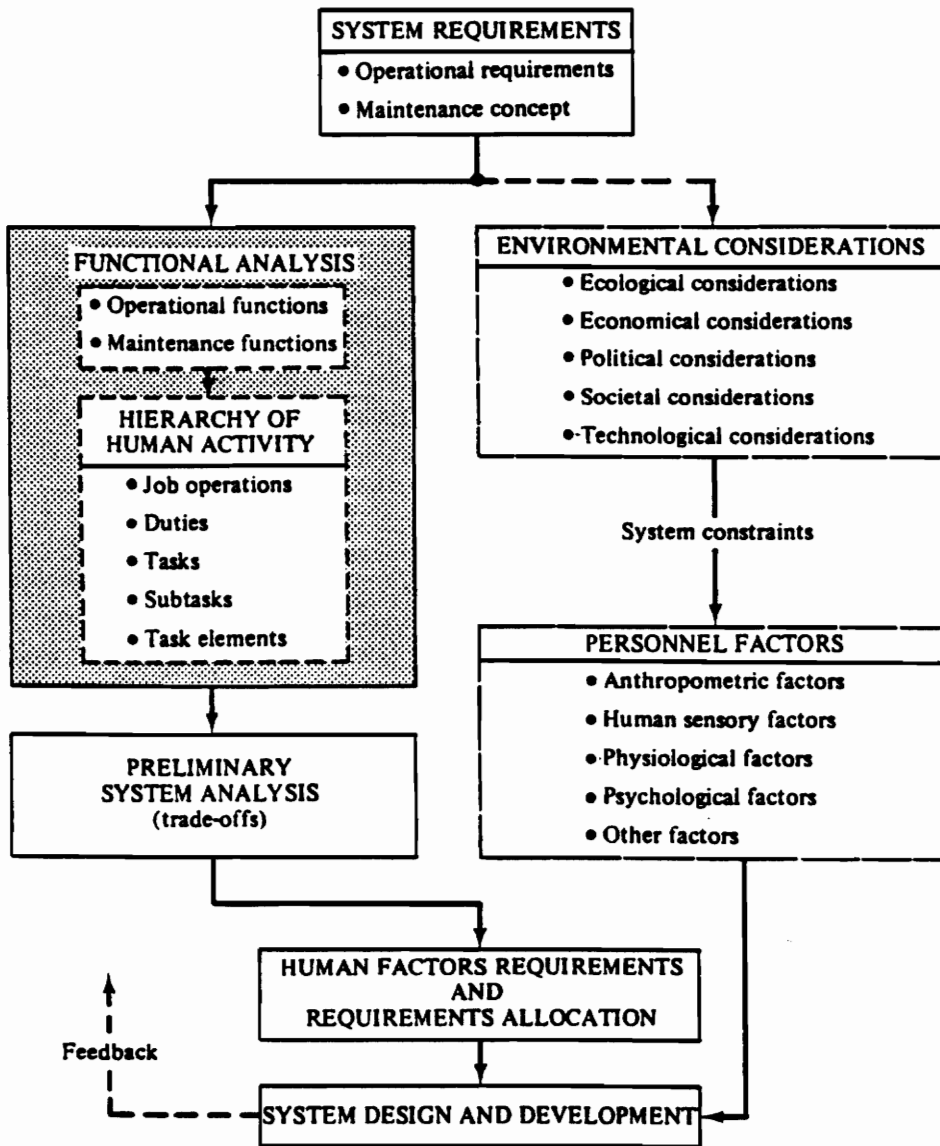 SYSTEM REQUIREMENTS
• Operational requirements
• Maintenance concept
FUNCTIONAL ANALYSIS
• Operational functions
• Maintenance functions
HIERARCHY OF
HUMAN ACTIVITY
• Job operations
• Duties
• Tasks
• Subtasks
• Task elements
PRELIMINARY
SYSTEM ANALYSIS
(trade-offs)
ENVIRONMENTAL CONSIDERATIONS
• Ecological considerations
• Economical considerations
• Political considerations
• Societal considerations
• Technological considerations
System constraints
PERSONNEL FACTORS
• Anthropometric factors
• Human sensory factors
• Physiological factors
• Psychological factors
• Other factors
HUMAN FACTORS REQUIREMENTS
AND
REQUIREMENTS ALLOCATION
Feedback
SYSTEM DESIGN AND DEVELOPMENT